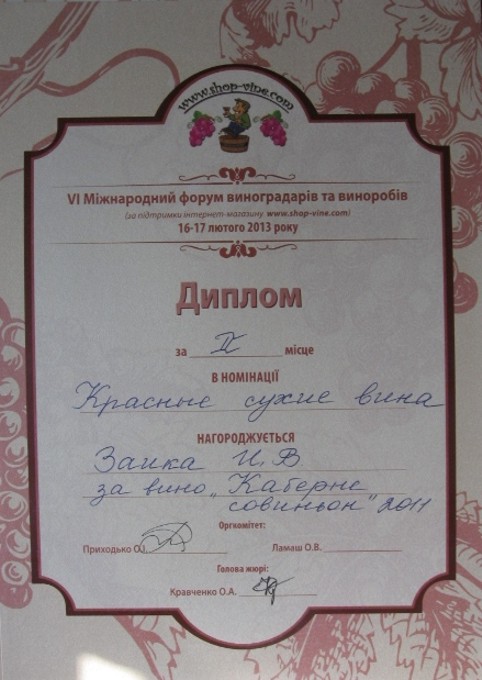 www.shop-vine.com
VI Міжнародний форум виноградарів та виноробів
(за підтримки інтернет-магазину www.shop-vine.com)
16-17 лютого 2013 року
Диплом
за II місце
В НОМІНАЦІЇ
Красные сухие вина
НАГОРОДЖУЄТЬСЯ
Заика И.В
за вино „Каберне
совиньон" 2011
Оргкомітет:
Приходько О.І. Ламаш О.В.
Голова жюрі:
Кравченко О.А.